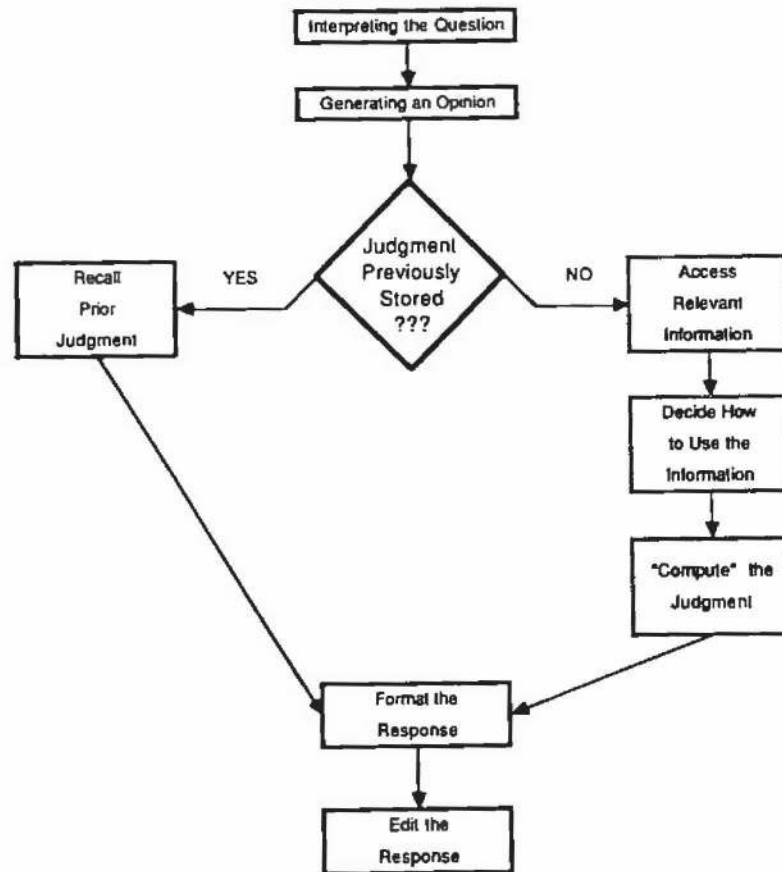 Interpreting the Question
Generating an Opinion
Judgment
Previously
Stored
???
YES
NO
Recall
Prior
Judgment
Access
Relevant
Information
Decide How
to Use the
Information
"Compute" the
Judgment
Format the
Response
Edit the
Response